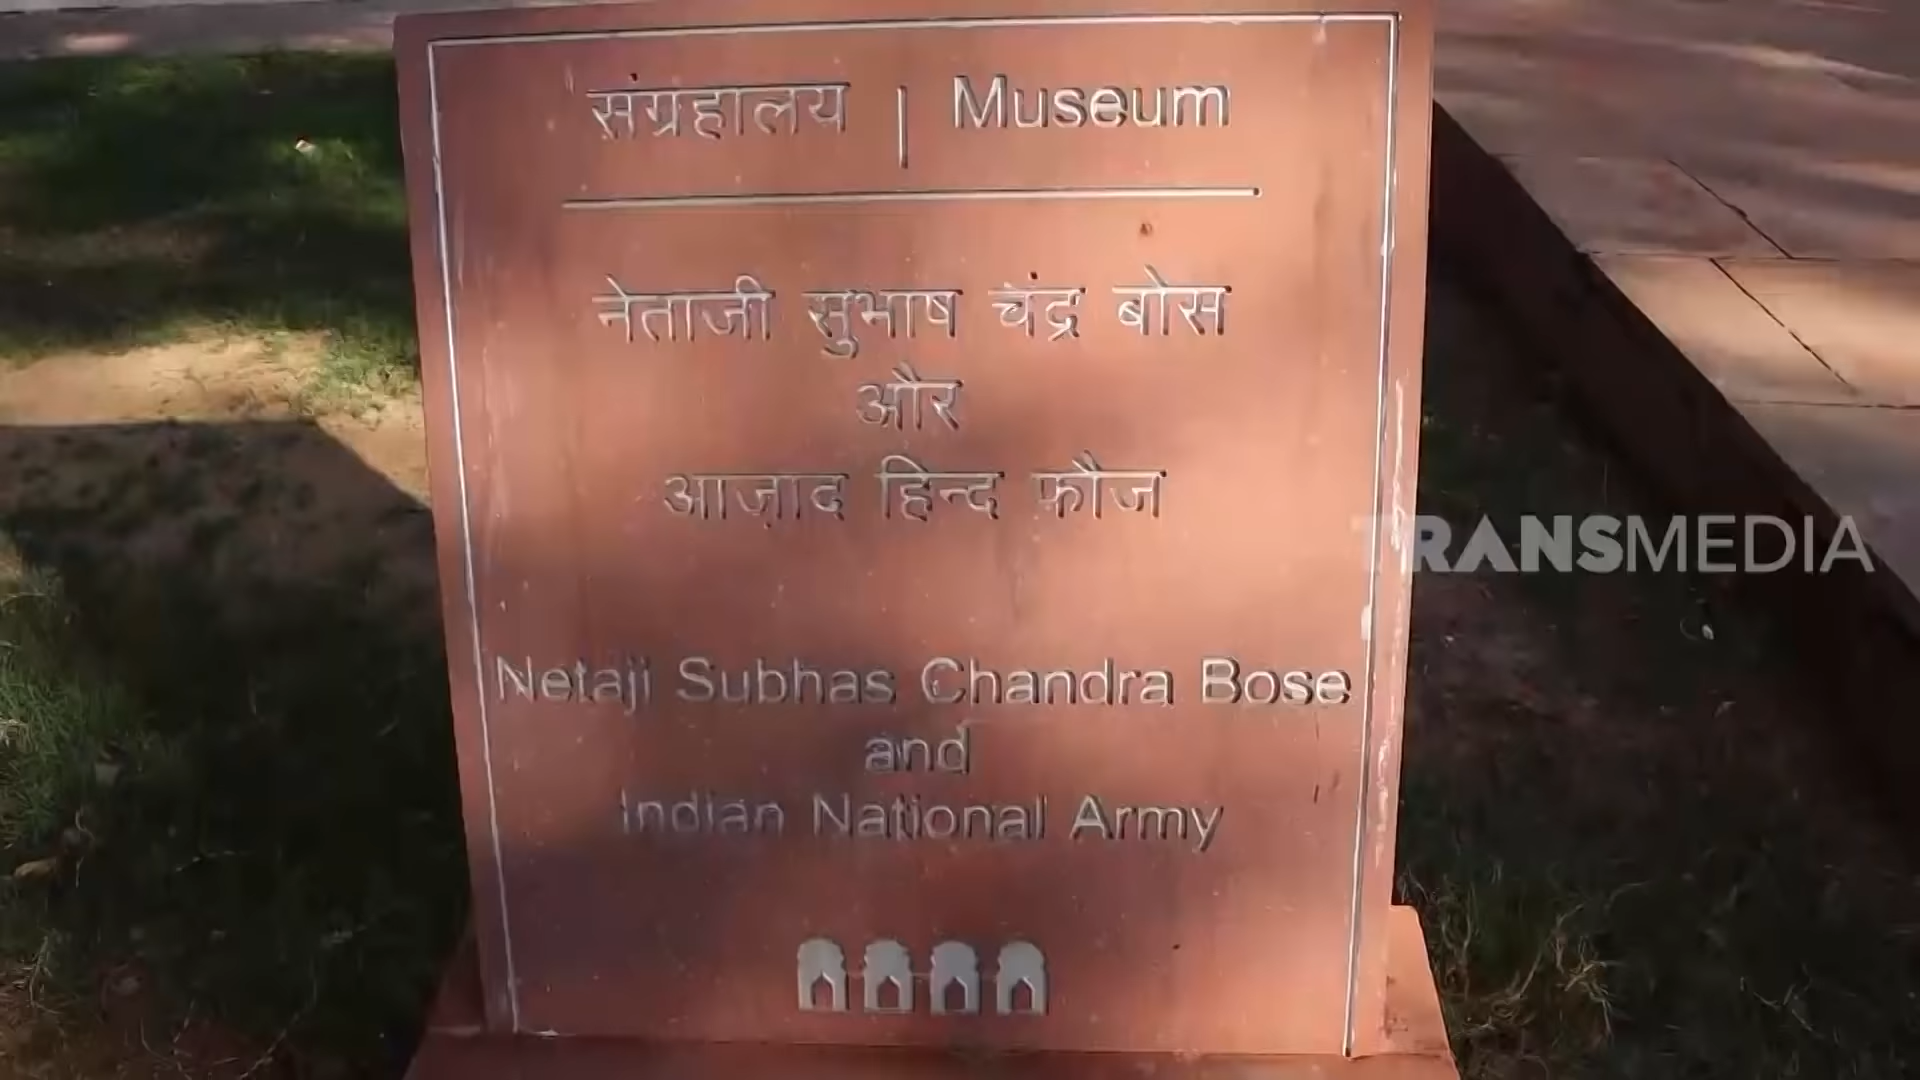 संग्रहालय | Museum
नेताजी सुभाष चंद्र बोस
और
आज़ाद हिन्द फ़ौज
Netaji Subhas Chandra Bose
and
Indian National Army
TRANSMEDIA